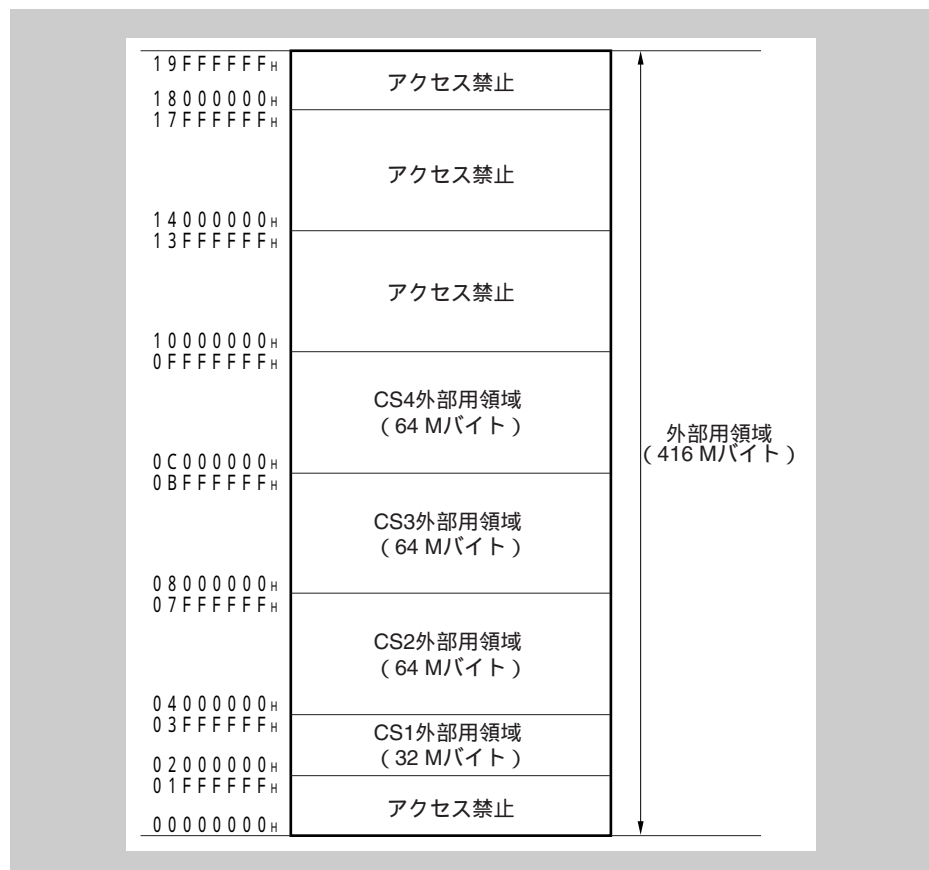 19FFFFFFH
アクセス禁止
18000000H
17FFFFFFH
アクセス禁止
14000000H
13FFFFFFH
アクセス禁止
10000000H
0FFFFFFFH
CS4外部用領域
(64 Mバイト)
外部用領域
(416 Mバイト)
0C000000H
0BFFFFFFH
CS3外部用領域
(64 Mバイト)
08000000H
07FFFFFFH
CS2外部用領域
(64 Mバイト)
04000000H
03FFFFFFH
CS1外部用領域
(32 Mバイト)
02000000H
01FFFFFFH
アクセス禁止
00000000H